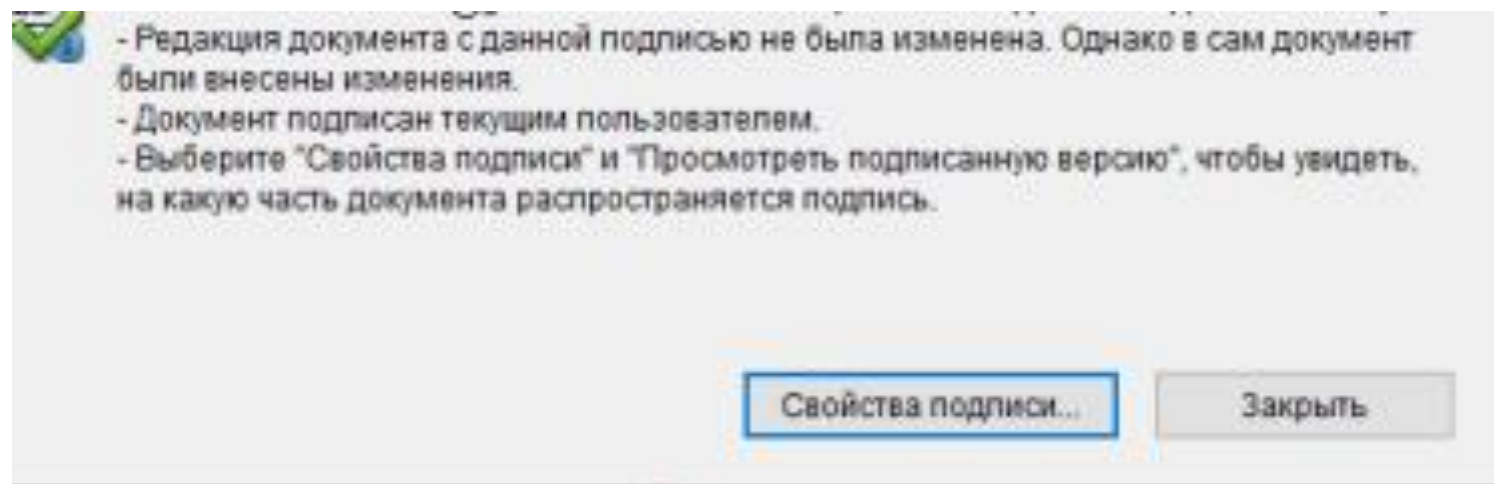 - Редакция документа с данной подписью не была изменена. Однако в сам документ
были внесены изменения.
- Документ подписан текущим пользователем.
- Выберите "Свойства подписи" и "Просмотреть подписанную версию", чтобы увидеть,
на какую часть документа распространяется подпись.
Свойства подписи... Закрыть